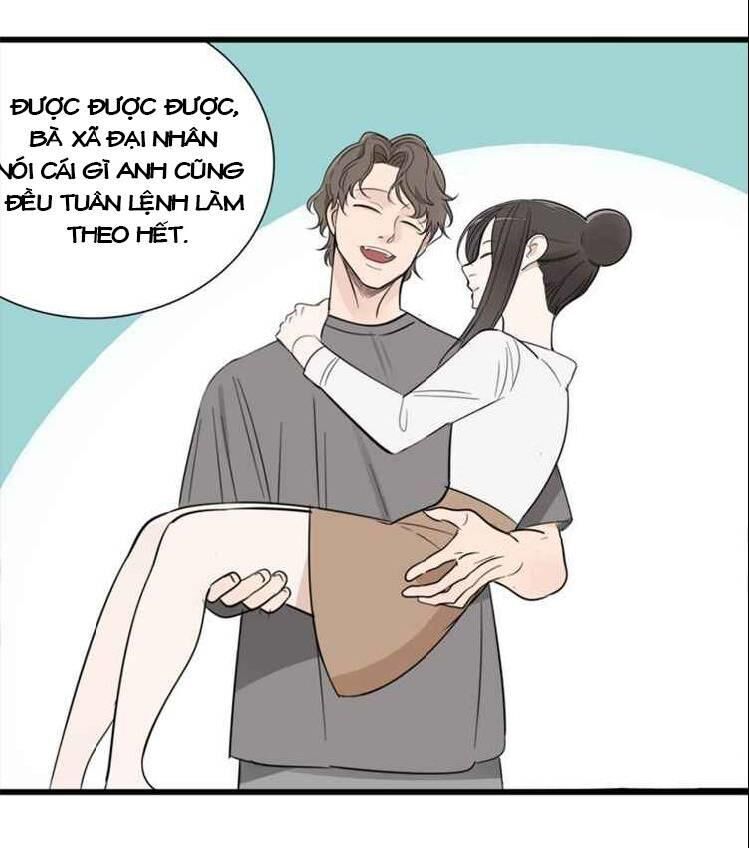 ĐƯỢC ĐƯỢC ĐƯỢC,
BÀ XÃ ĐẠI NHÂN
NÓI CÁI GÌ ANH CŨNG
ĐỀU TUÂN LỆNH LÀM
THEO HẾT.